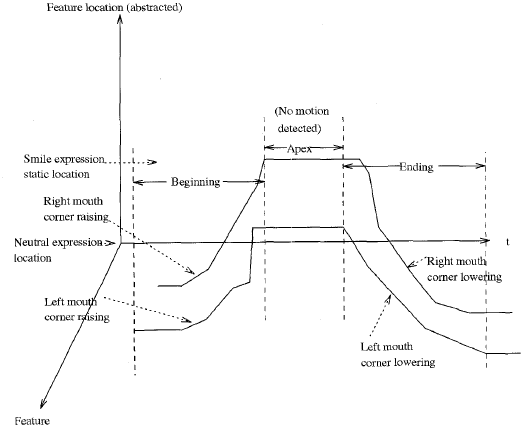 Feature location (abstracted)
(No motion
detected)
Apex
Smile expression
static location
Beginning
Ending
Right mouth
corner raising
Neutral expression
location
t
Right mouth
corner lowering
Left mouth
corner raising
Left mouth
corner lowering
Feature